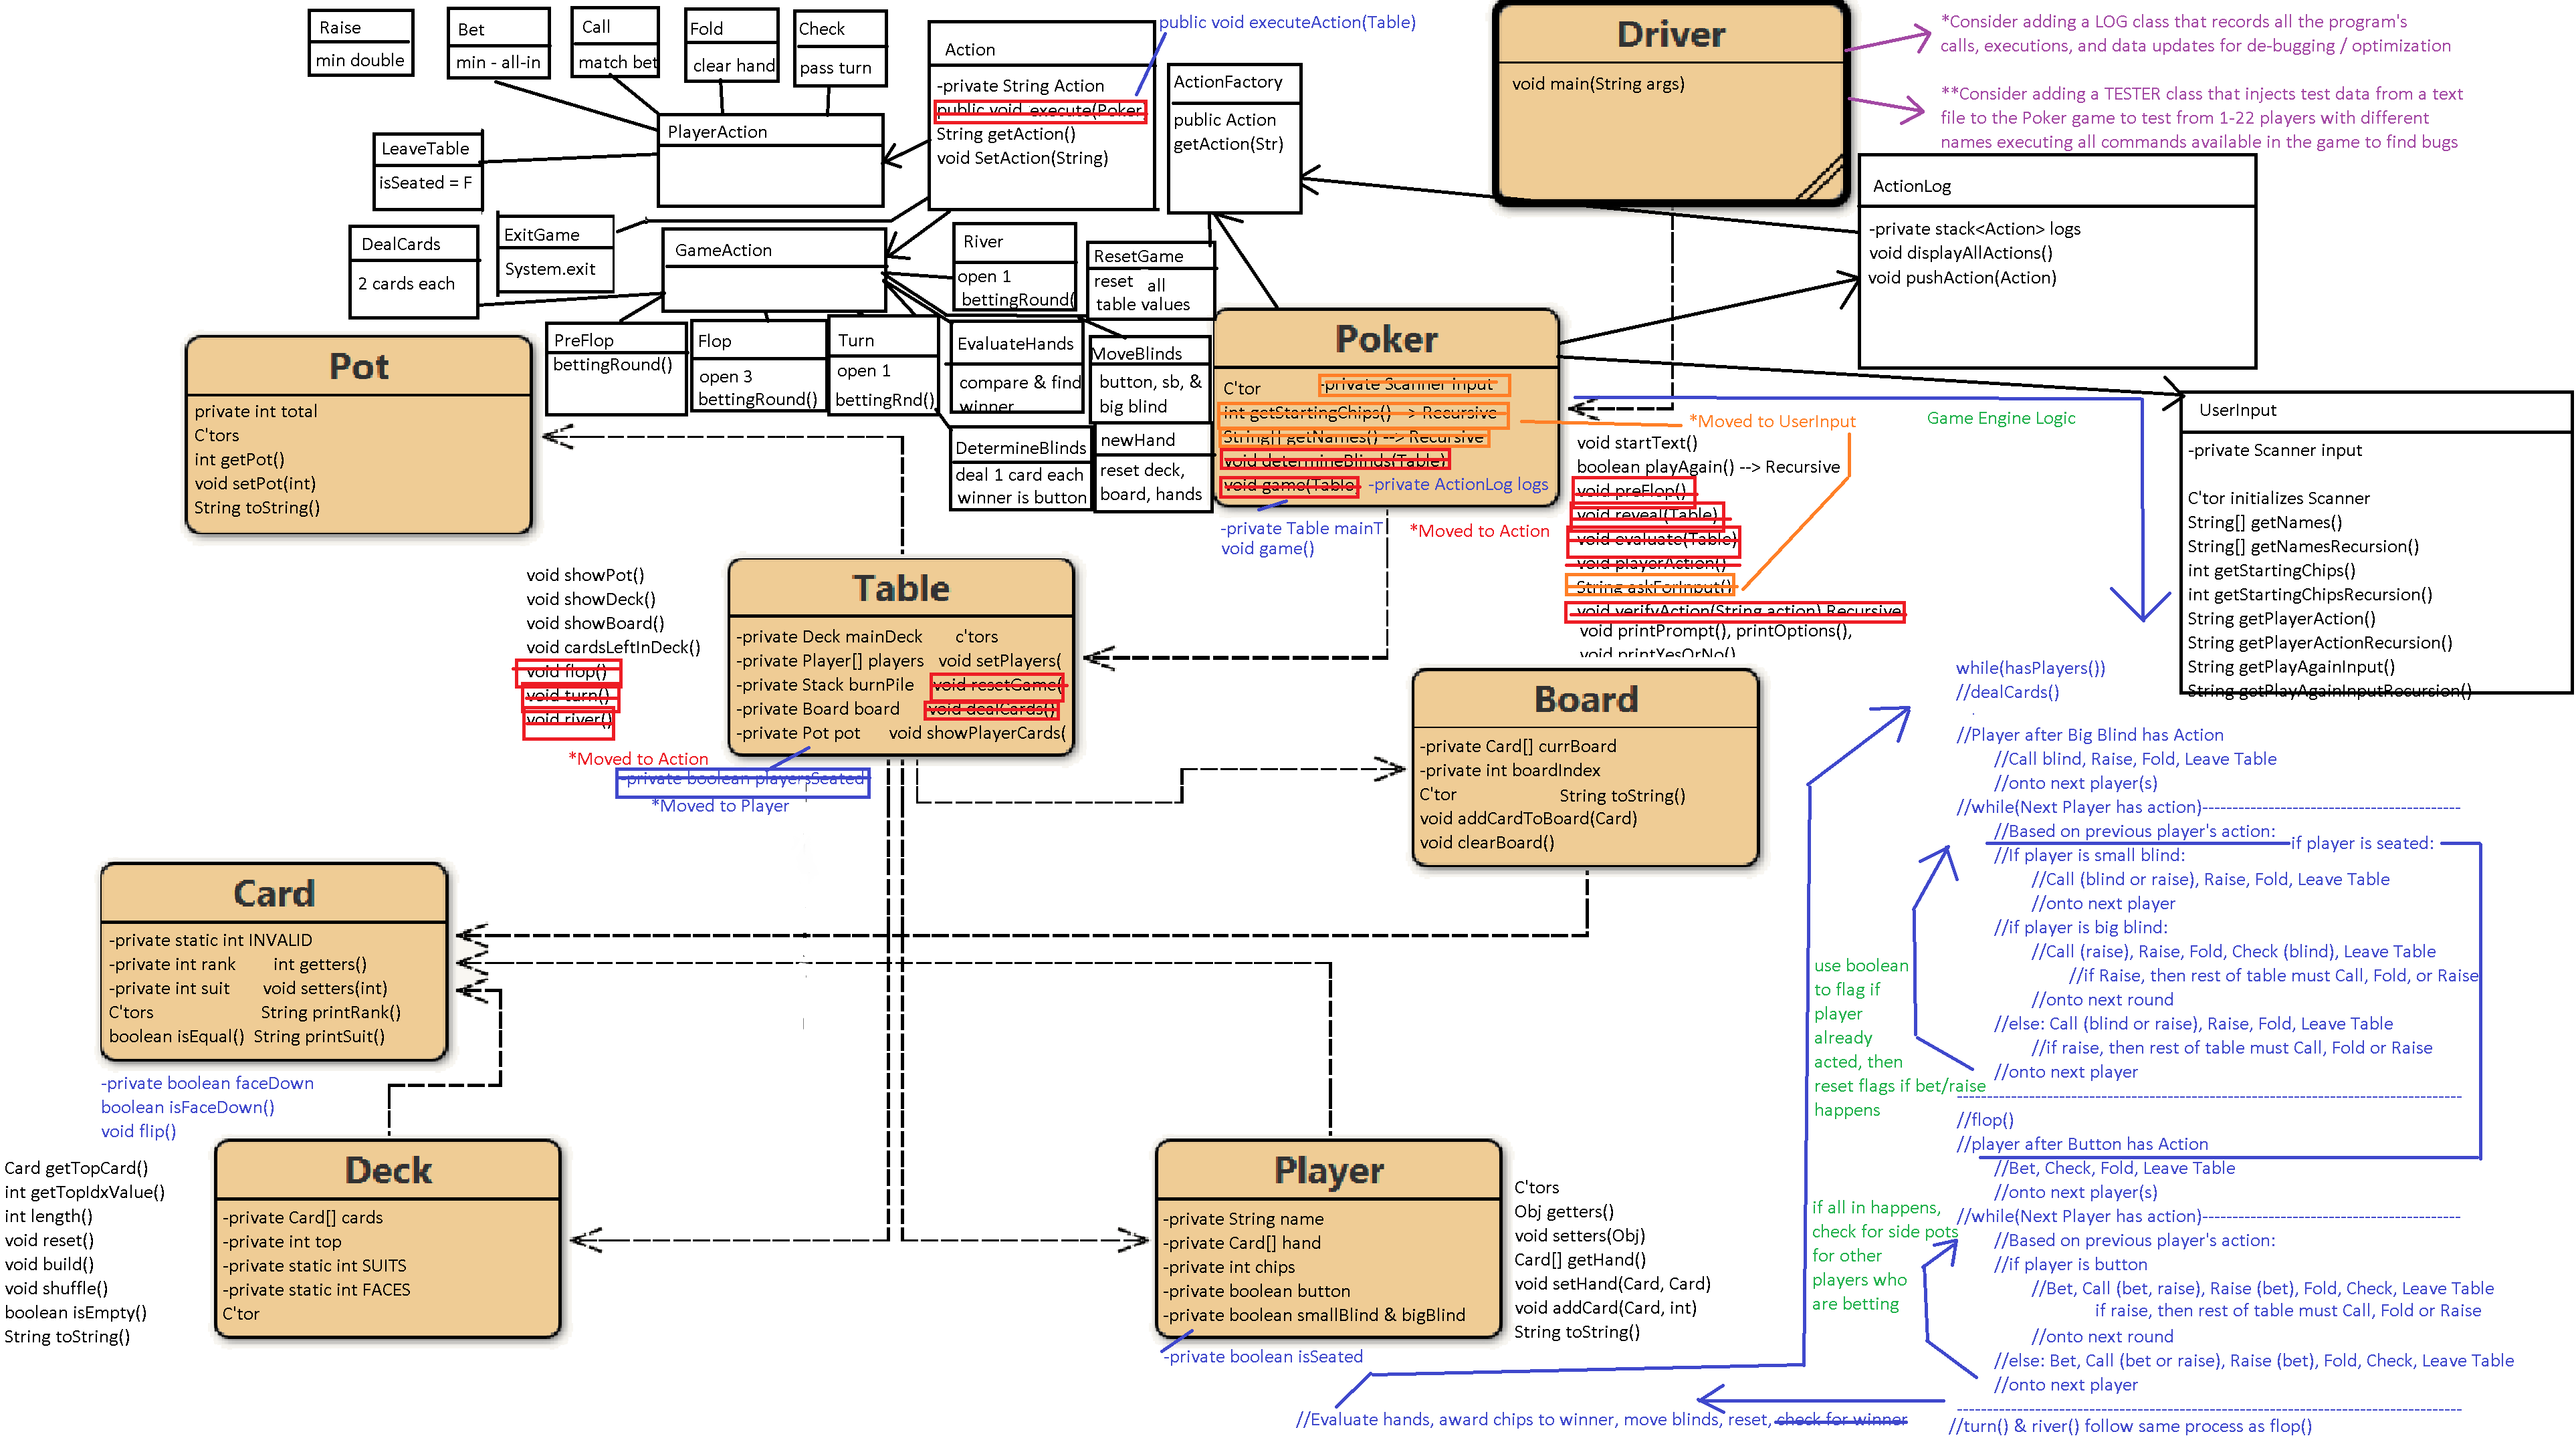 Raise
min double
Bet
min - all-in
Call
match bet
Fold
clear hand
Check
pass turn
Action
-private String Action
public void execute(Poker
String getAction()
void SetAction(String)
public void executeAction(Table)
ActionFactory
public Action
getAction(Str)
Driver
void main(String args)
*Consider adding a LOG class that records all the program's
calls, executions, and data updates for de-bugging / optimization
**Consider adding a TESTER class that injects test data from a text
file to the Poker game to test from 1-22 players with different
names executing all commands available in the game to find bugs
PlayerAction
LeaveTable
isSeated = F
ActionLog
-private stack<Action> logs
void displayAllActions()
void pushAction(Action)
DealCards
2 cards each
ExitGame
System.exit
GameAction
River
open 1
bettingRound(
ResetGame
reset all
table values
PreFlop
bettingRound()
Flop
open 3
bettingRound()
Turn
open 1
bettingRnd()
EvaluateHands
compare & find
winner
MoveBlinds
button, sb, &
big blind
DetermineBlinds
deal 1 card each
winner is button
newHand
reset deck,
board, hands
Pot
private int total
C'tors
int getPot()
void setPot(int)
String toString()
Poker
C'tor
-private Scanner input
int getStartingChips() --> Recursive
String[] getNames() --> Recursive
void determineBlinds(Table)
void game(Table)
-private ActionLog logs
-private Table mainT
void game()
*Moved to Action
*Moved to UserInput
void startText()
boolean playAgain() --> Recursive
void preFlop()
void reveal(Table)
void evaluate(Table)
void playerAction()
String askForInput()
void verifyAction(String action) Recursive
void printPrompt(), printOptions(),
void printYesOrNo()
Game Engine Logic
UserInput
-private Scanner input
C'tor initializes Scanner
String[] getNames()
String[] getNamesRecursion()
int getStartingChips()
int getStartingChipsRecursion()
String getPlayerAction()
String getPlayerActionRecursion()
String getPlayAgainInput()
String getPlayAgainInputRecursion()
void showPot()
void showDeck()
void showBoard()
void cardsLeftInDeck()
void flop()
void turn()
void river()
*Moved to Action
Table
-private Deck mainDeck c'tors
-private Player[] players void setPlayers(
-private Stack burnPile void resetGame(
-private Board board void dealCards()
-private Pot pot void showPlayerCards(
-private boolean playersSeated
*Moved to Player
Board
-private Card[] currBoard
-private int boardIndex
C'tor String toString()
void addCardToBoard(Card)
void clearBoard()
Card
-private static int INVALID
-private int rank int getters()
-private int suit void setters(int)
C'tors String printRank()
boolean isEqual() String printSuit()
-private boolean faceDown
boolean isFaceDown()
void flip()
Card getTopCard()
int getTopIdxValue()
int length()
void reset()
void build()
void shuffle()
boolean isEmpty()
String toString()
Deck
-private Card[] cards
-private int top
-private static int SUITS
-private static int FACES
C'tor
Player
-private String name
-private Card[] hand
-private int chips
-private boolean button
-private boolean smallBlind & bigBlind
-private boolean isSeated
C'tors
Obj getters()
void setters(Obj)
Card[] getHand()
void setHand(Card, Card)
void addCard(Card, int)
String toString()
while(hasPlayers())
//dealCards()
//Player after Big Blind has Action
//Call blind, Raise, Fold, Leave Table
//onto next player(s)
//while(Next Player has action)-------------------------------------------
//Based on previous player's action:
if player is seated:
//If player is small blind:
//Call (blind or raise), Raise, Fold, Leave Table
//onto next player
//if player is big blind:
//Call (raise), Raise, Fold, Check (blind), Leave Table
//if Raise, then rest of table must Call, Fold, or Raise
//onto next round
//else: Call (blind or raise), Raise, Fold, Leave Table
//if raise, then rest of table must Call, Fold or Raise
//onto next player
use boolean
to flag if
player
already
acted, then
reset flags if bet/raise
happens
//flop()
//player after Button has Action
//Bet, Check, Fold, Leave Table
//onto next player(s)
//while(Next Player has action)-------------------------------------------
//Based on previous player's action:
//if player is button
//Bet, Call (bet, raise), Raise (bet), Fold, Check, Leave Table
if raise, then rest of table must Call, Fold or Raise
//onto next round
//else: Bet, Call (bet or raise), Raise (bet), Fold, Check, Leave Table
//onto next player
if all in happens,
check for side pots
for other
players who
are betting
//turn() & river() follow same process as flop()
//Evaluate hands, award chips to winner, move blinds, reset, check for winner